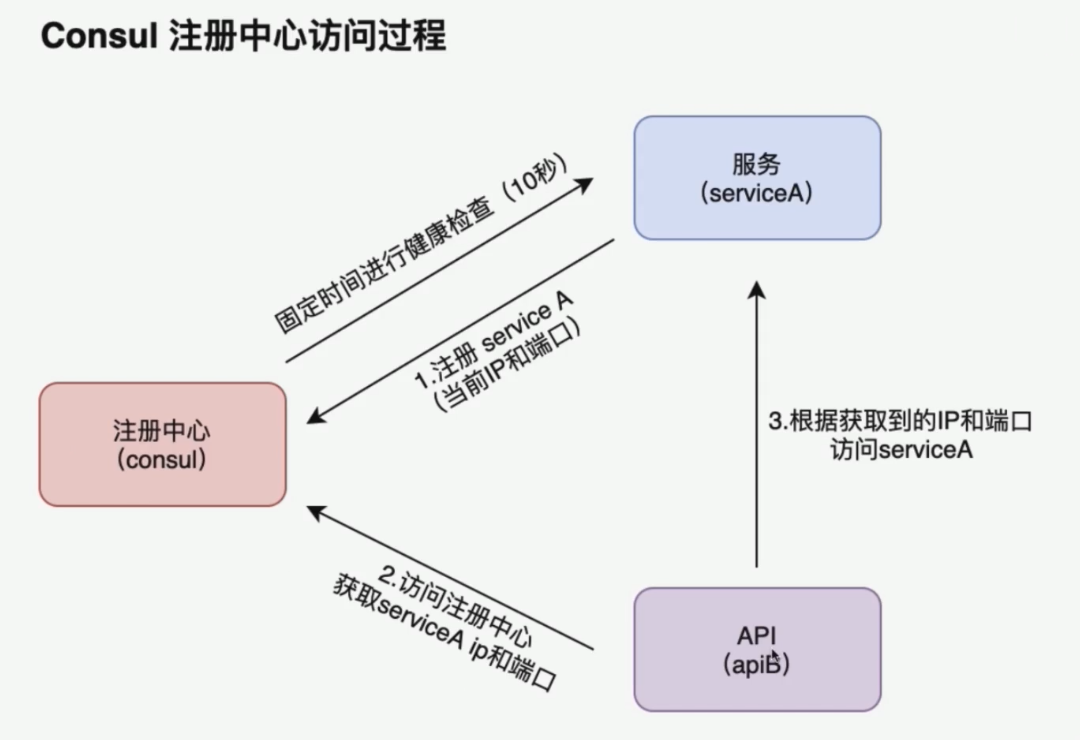 Consul 注册中心访问过程
服务
(serviceA)
固定时间进行健康检查（10秒）
1.注册 service A
(当前IP和端口)
注册中心
(consul)
3.根据获取到的IP和端口
访问serviceA
2.访问注册中心
获取serviceA ip和端口
API
(apiB)